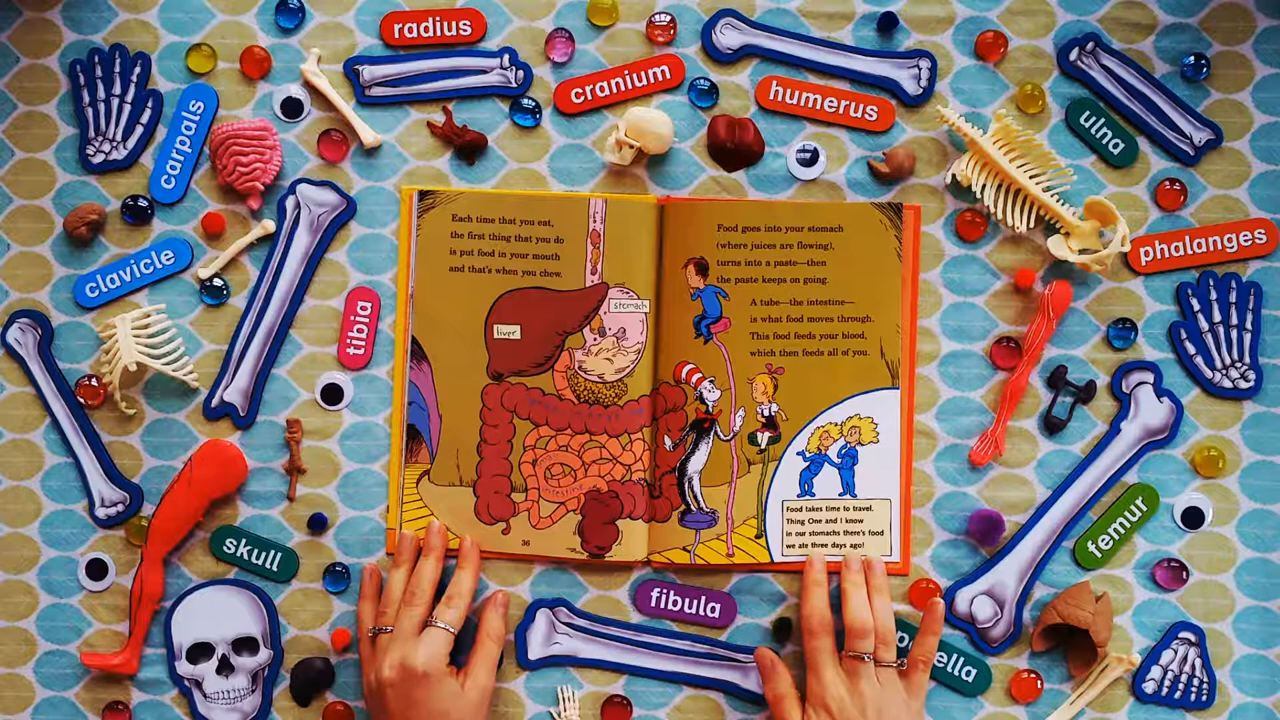 radius
cranium
humerus
ulna
carpals
clavicle
tibia
phalanges
Each time that you eat,
the first thing that you do
is put food in your mouth
and that's when you chew.
liver
stomach
intestine
36
Food goes into your stomach
(where juices are flowing),
turns into a paste—then
the paste keeps on going.
A tube—the intestine—
is what food moves through.
This food feeds your blood,
which then feeds all of you.
Food takes time to travel.
Thing One and I know
in our stomachs there's food
we ate three days ago!
skull
fibula
femur